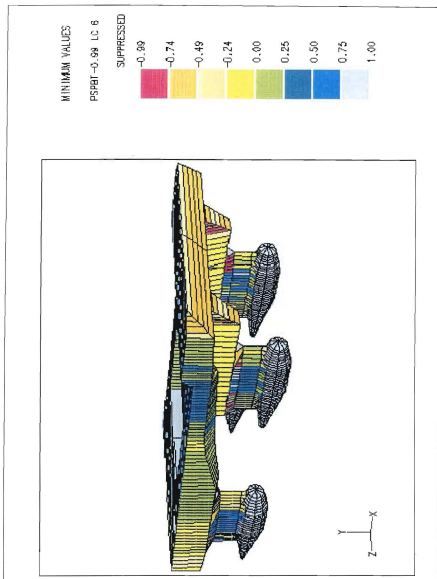 MINIMUM VALUES
PSPBT-0.99 LC 6
SUPPRESSED
-0.99
-0.74
-0.49
-0.24
0.00
0.25
0.50
0.75
1.00
Y
Z
X